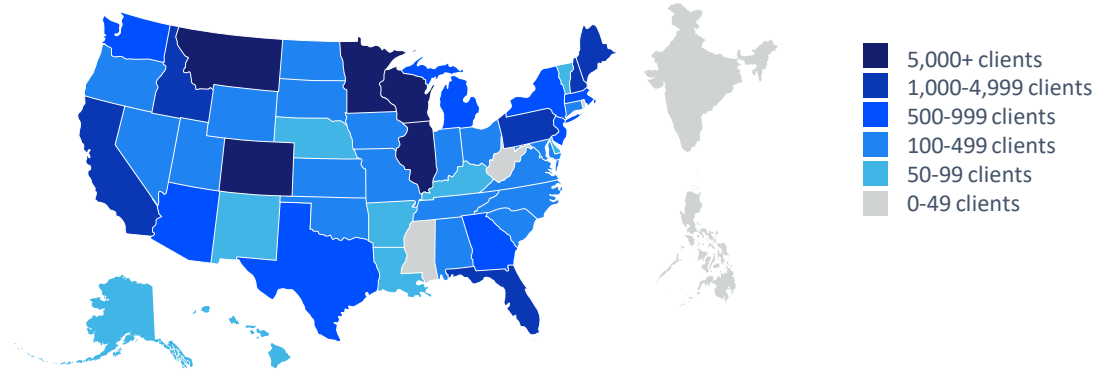 5,000+ clients
1,000-4,999 clients
500-999 clients
100-499 clients
50-99 clients
0-49 clients